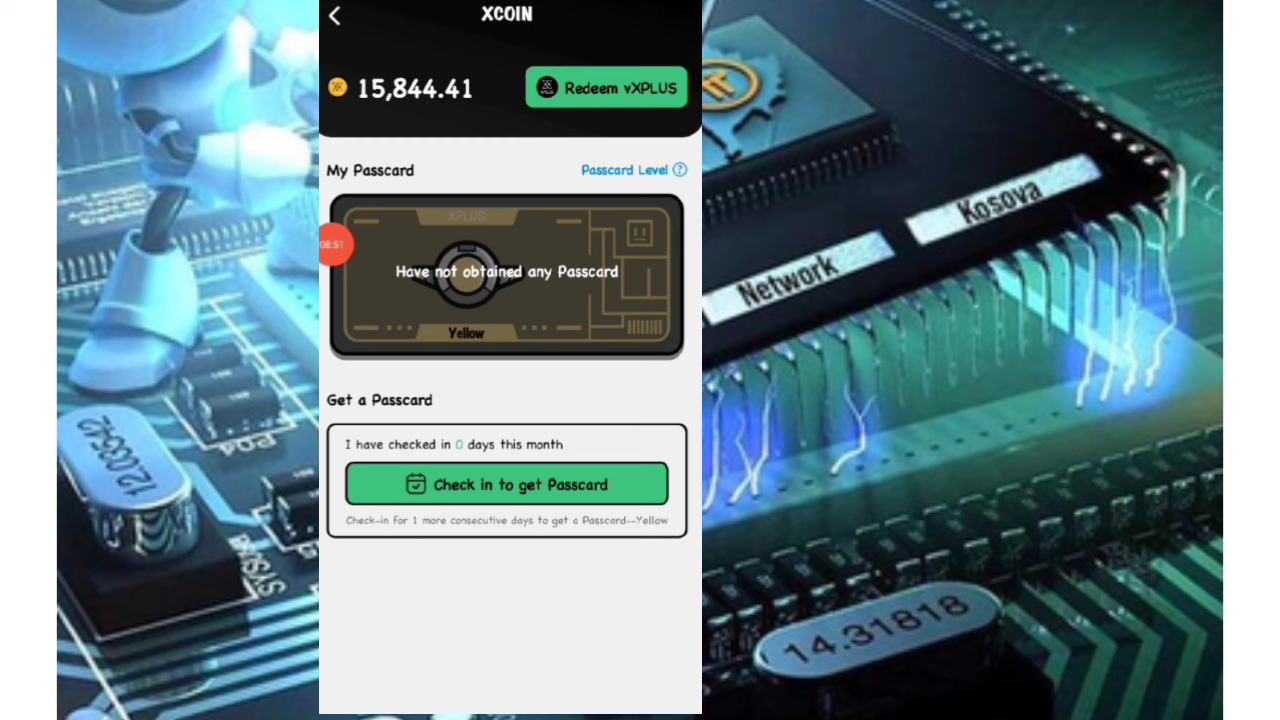 XCOIN
15,844.41
Redeem vXPLUS
My Passcard
Passcard Level ?
XPLUS
08:51
Have not obtained any Passcard
Yellow
Get a Passcard
I have checked in 0 days this month
Check in to get Passcard
Check-in for 1 more consecutive days to get a Passcard--Yellow
Kosova
Network
12.03542
14.31818